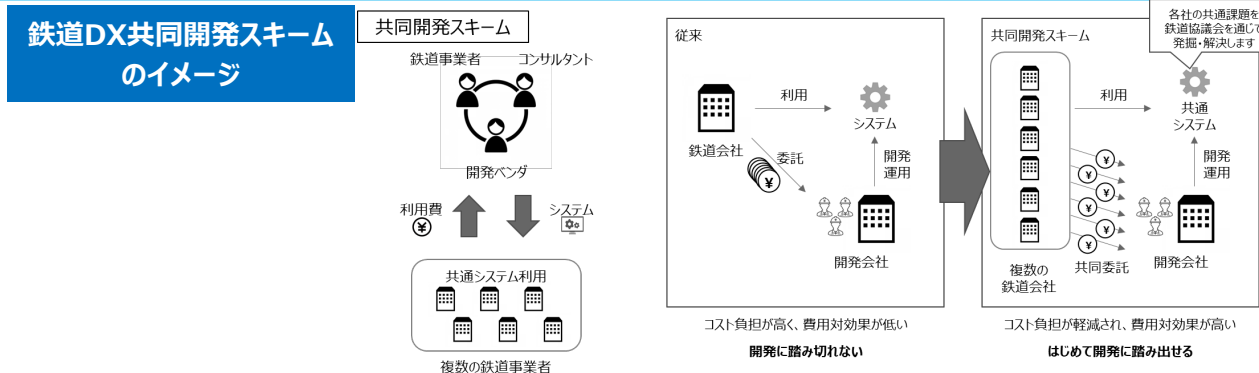 鉄道DX共同開発スキーム
のイメージ
共同開発スキーム
鉄道事業者
コンサルタント
開発ベンダ
利用費
¥
システム
共通システム利用
複数の鉄道事業者
従来
利用
システム
鉄道会社
委託
¥
開発
運用
開発会社
コスト負担が高く、費用対効果が低い
開発に踏み切れない
各社の共通課題を
鉄道協議会を通じて
発掘・解決します
共同開発スキーム
利用
共通
システム
¥
¥
¥
¥
¥
¥
開発
運用
複数の
鉄道会社
共同委託
開発会社
コスト負担が軽減され、費用対効果が高い
はじめて開発に踏み出せる